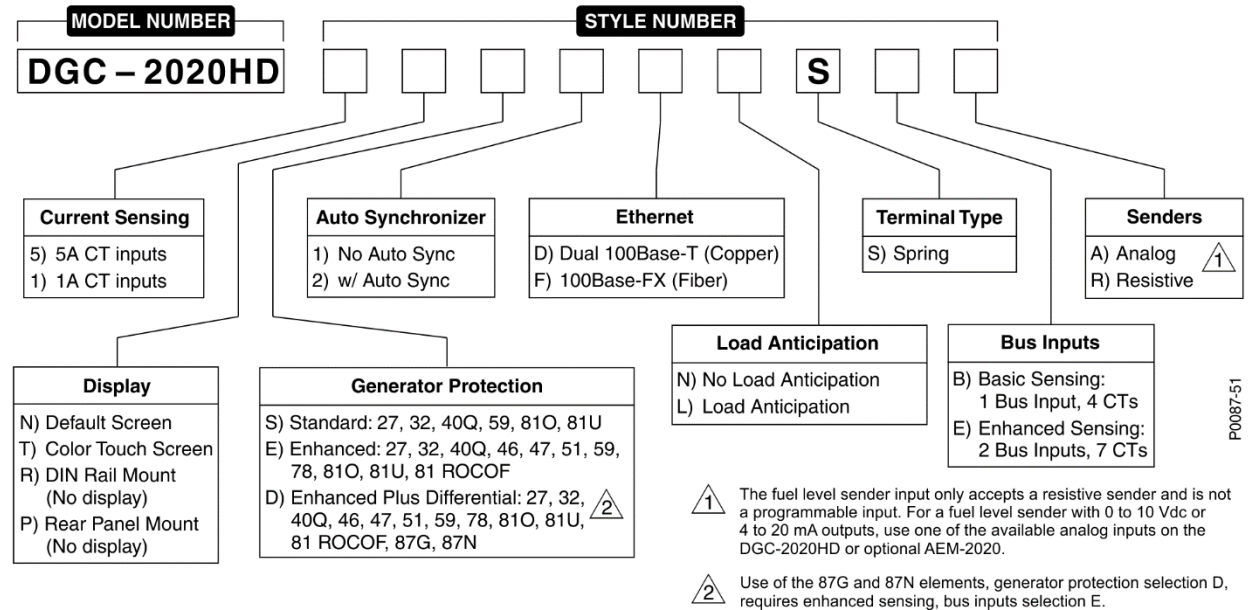 MODEL NUMBER
STYLE NUMBER
DGC – 2020HD
S
Current Sensing
5) 5A CT inputs
1) 1A CT inputs
Auto Synchronizer
1) No Auto Sync
2) w/ Auto Sync
Ethernet
D) Dual 100Base-T (Copper)
F) 100Base-FX (Fiber)
Terminal Type
S) Spring
Senders
A) Analog
R) Resistive
1
Display
N) Default Screen
T) Color Touch Screen
R) DIN Rail Mount
(No display)
P) Rear Panel Mount
(No display)
Generator Protection
S) Standard: 27, 32, 40Q, 59, 81O, 81U
E) Enhanced: 27, 32, 40Q, 46, 47, 51, 59,
78, 81O, 81U, 81 ROCOF
D) Enhanced Plus Differential: 27, 32,
40Q, 46, 47, 51, 59, 78, 81O, 81U,
81 ROCOF, 87G, 87N
2
Load Anticipation
N) No Load Anticipation
L) Load Anticipation
Bus Inputs
B) Basic Sensing:
1 Bus Input, 4 CTs
E) Enhanced Sensing:
2 Bus Inputs, 7 CTs
P0087-51
1 The fuel level sender input only accepts a resistive sender and is not
a programmable input. For a fuel level sender with 0 to 10 Vdc or
4 to 20 mA outputs, use one of the available analog inputs on the
DGC-2020HD or optional AEM-2020.
2 Use of the 87G and 87N elements, generator protection selection D,
requires enhanced sensing, bus inputs selection E.